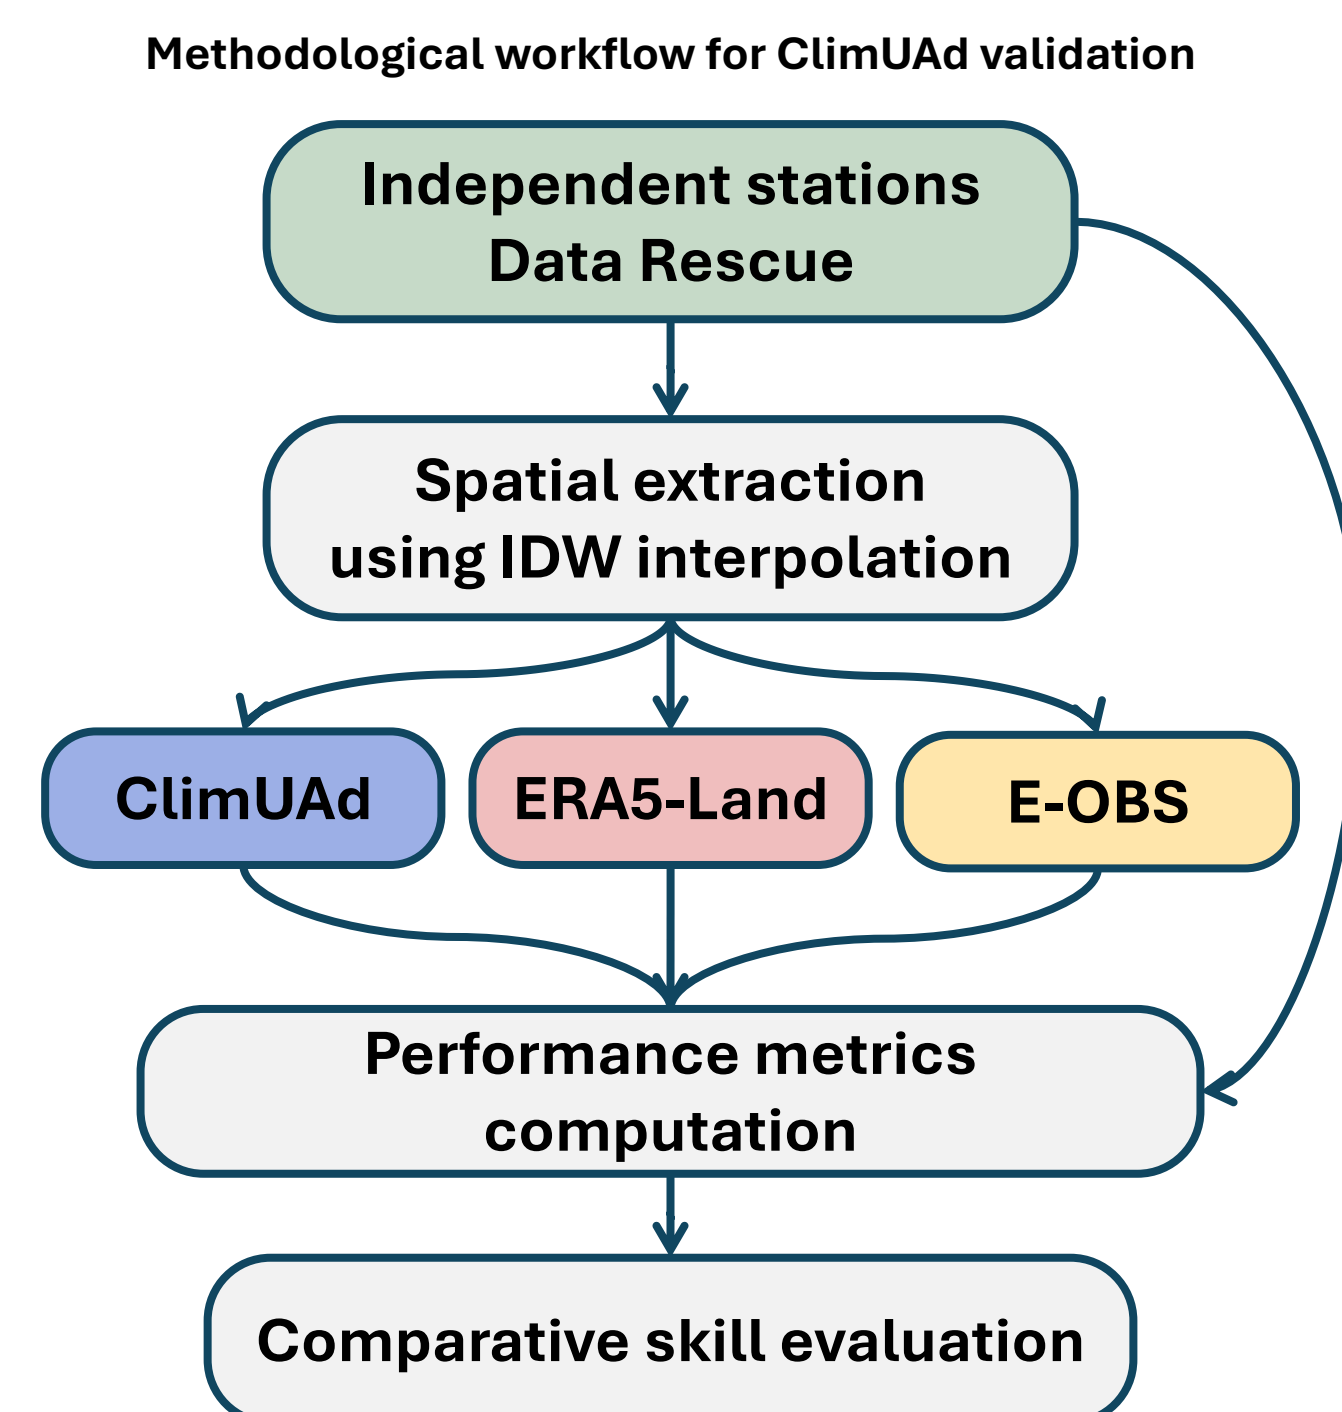 Methodological workflow for ClimUAd validation
Independent stations
Data Rescue
Spatial extraction
using IDW interpolation
ClimUAd
ERA5-Land
E-OBS
Performance metrics
computation
Comparative skill evaluation